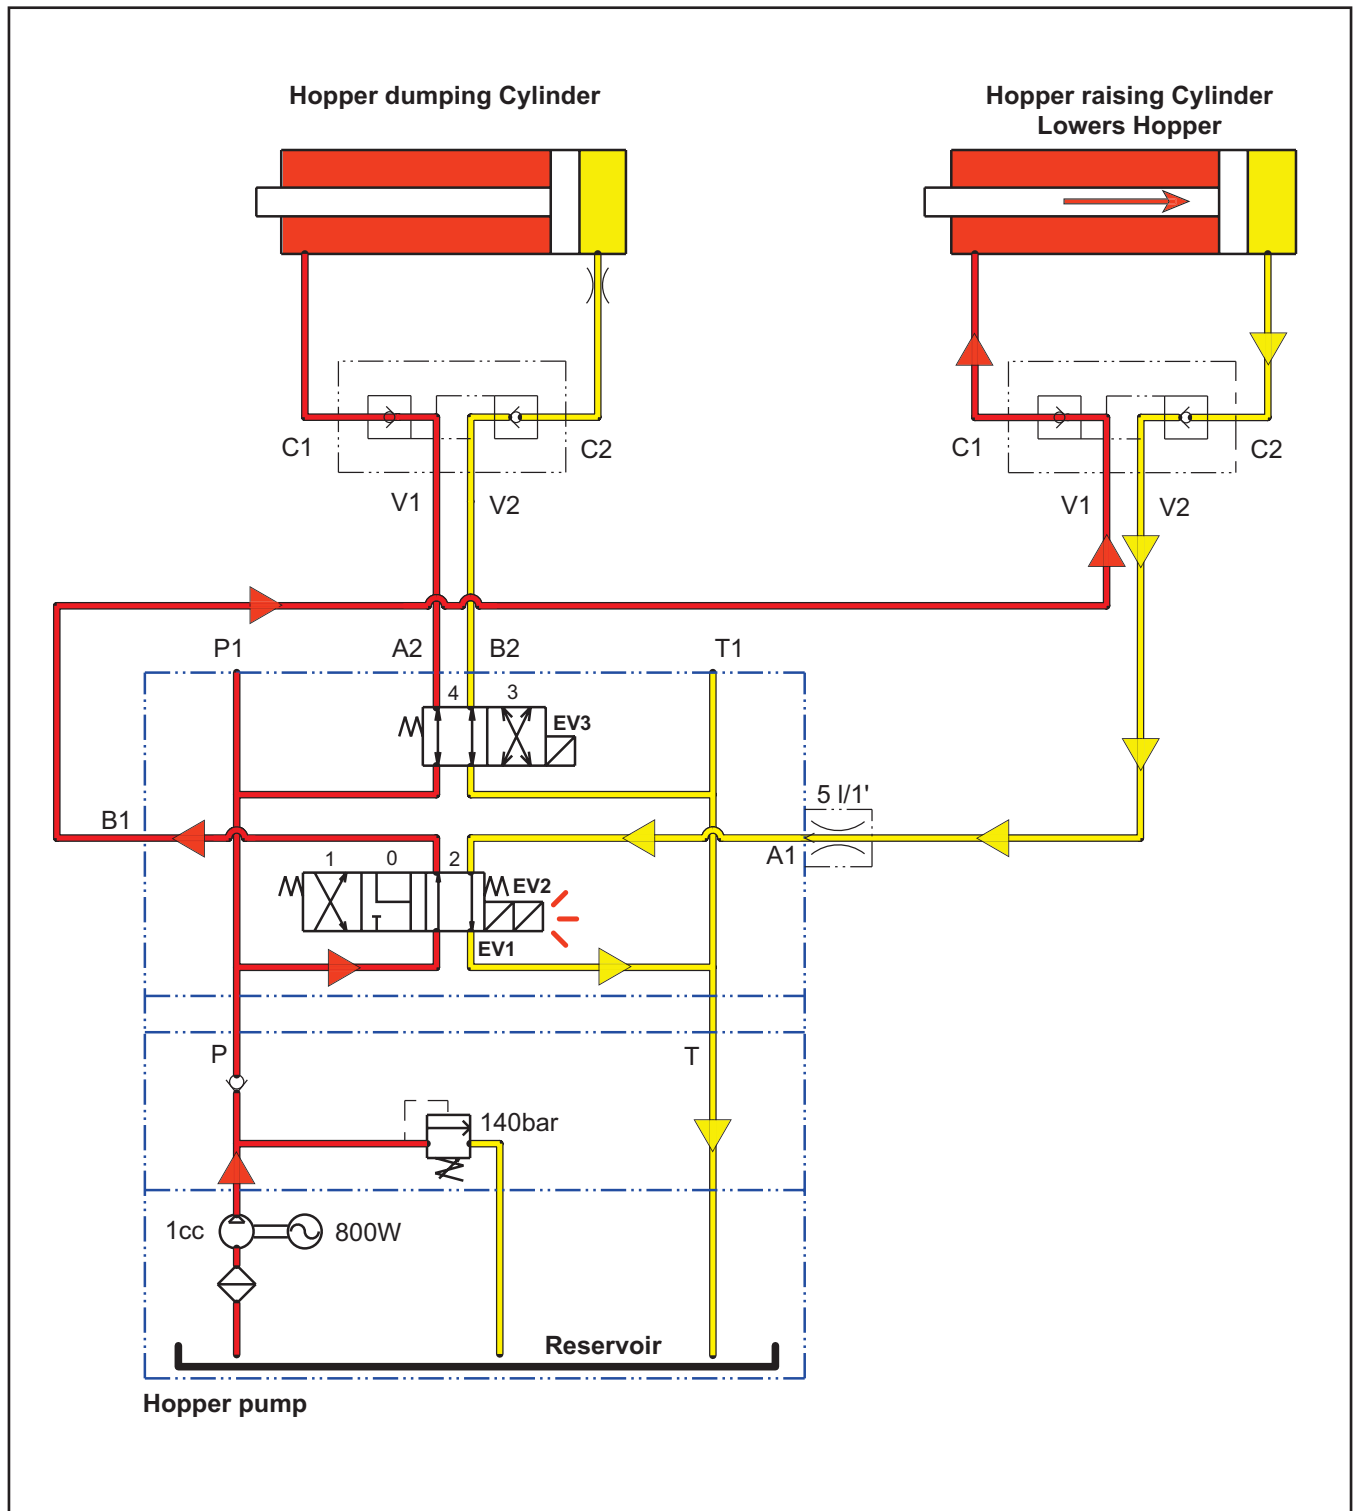 Hopper dumping Cylinder
Hopper raising Cylinder
Lowers Hopper
C1
C2
C1
C2
V1
V2
V1
V2
P1
A2
B2
T1
4
3
EV3
5 l/1'
B1
A1
1
0
2
EV2
EV1
P
T
140bar
1cc
800W
Reservoir
Hopper pump